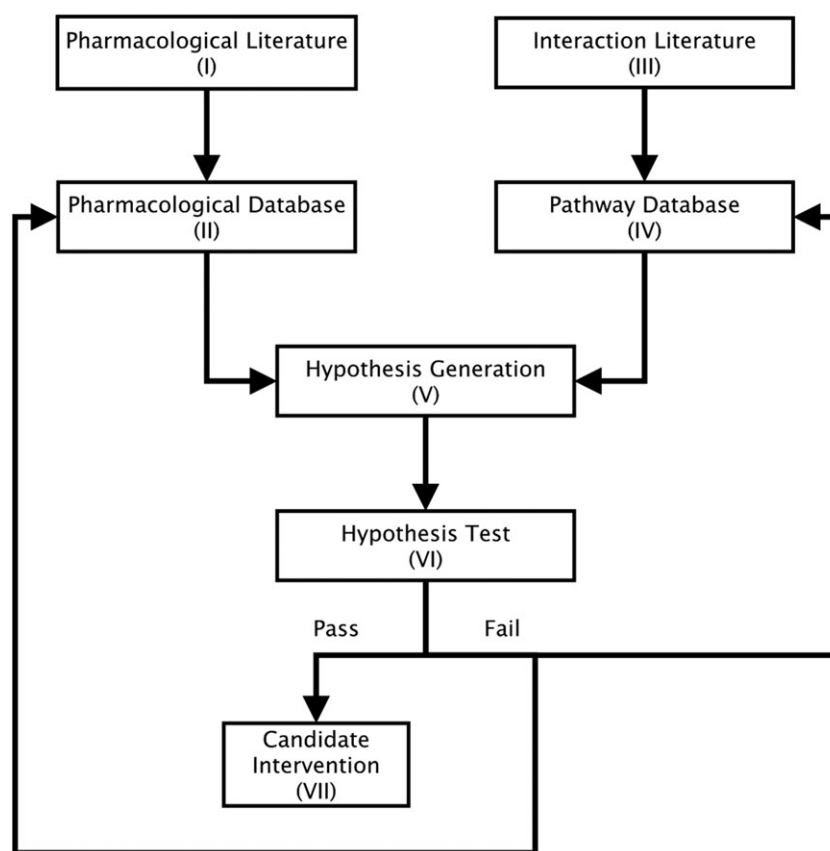 Pharmacological Literature
(I)
Interaction Literature
(III)
Pharmacological Database
(II)
Pathway Database
(IV)
Hypothesis Generation
(V)
Hypothesis Test
(VI)
Pass
Fail
Candidate
Intervention
(VII)